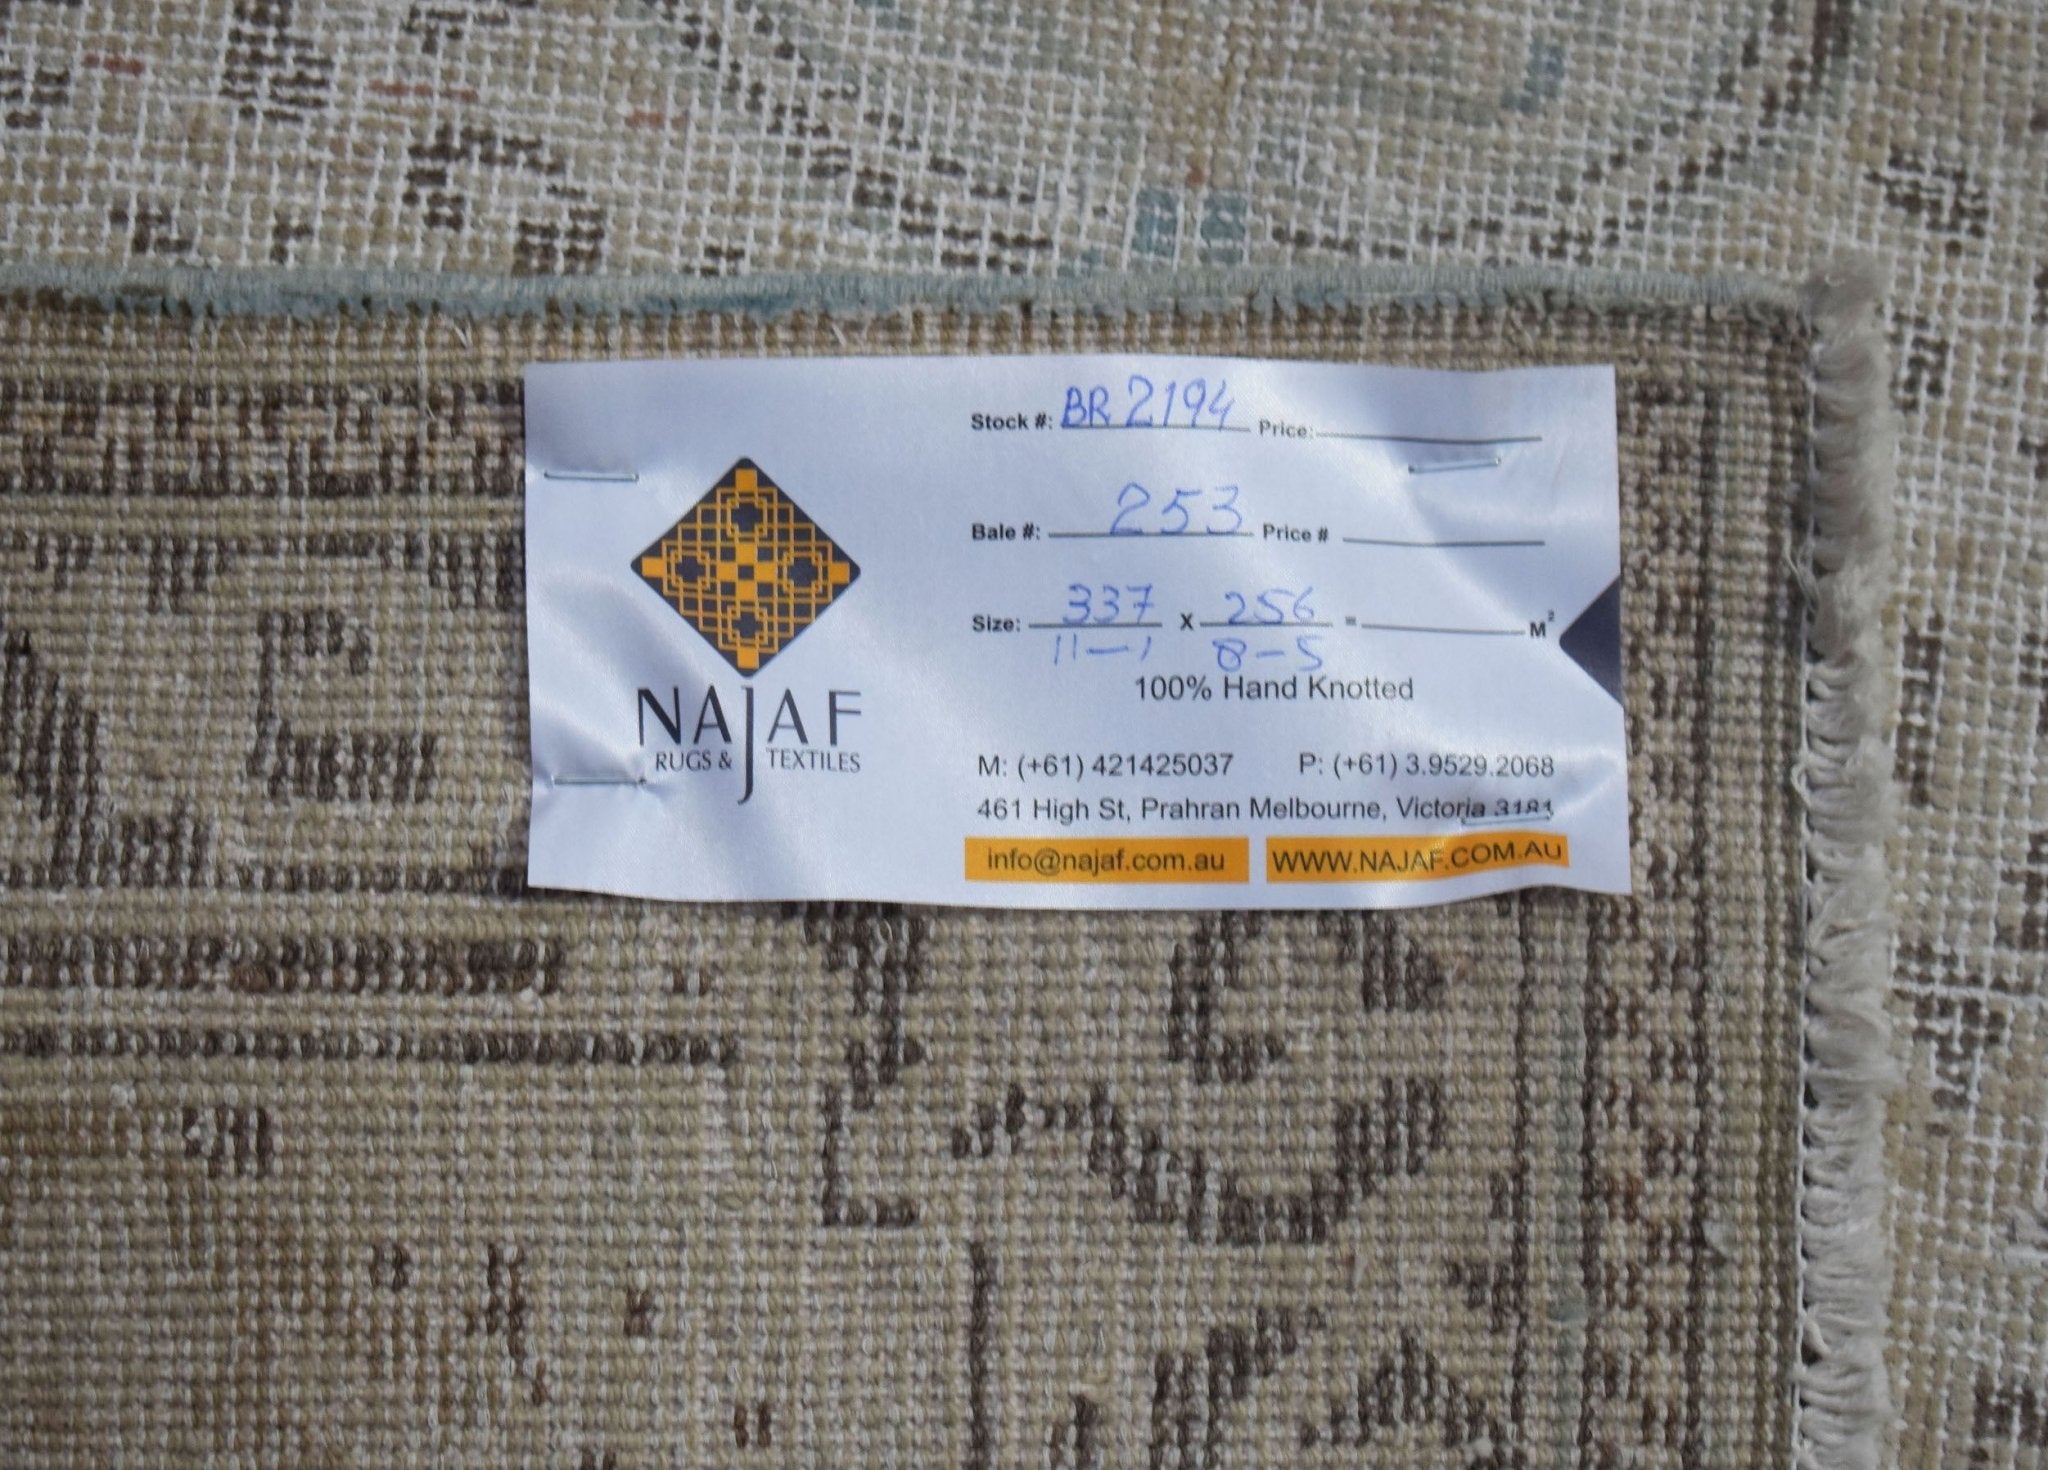 NAJAF
RUGS & TEXTILES
Stock #: BR 2194 Price:
Bale #: 253 Price #
Size: 337 X 256 = M²
11-1 8-5
100% Hand Knotted
M: (+61) 421425037 P: (+61) 3.9529.2068
461 High St, Prahran Melbourne, Victoria 3181
info@najaf.com.au WWW.NAJAF.COM.AU